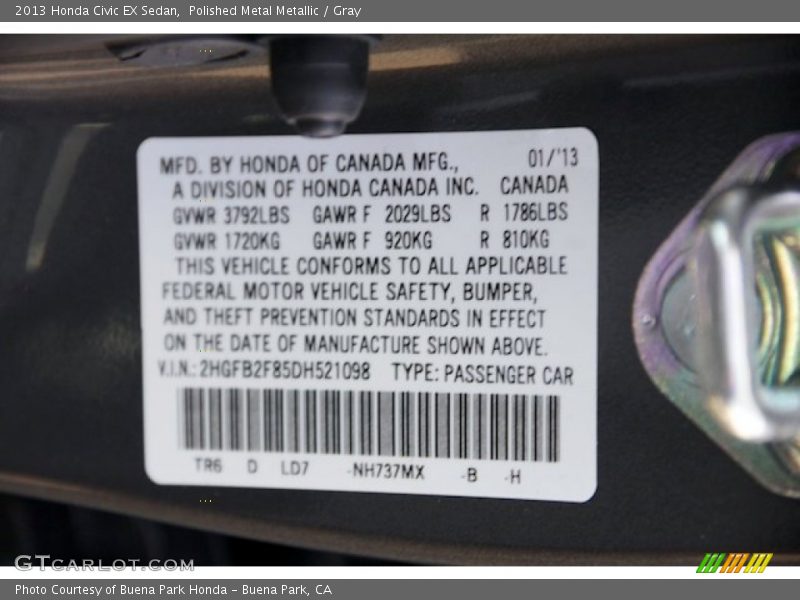 2013 Honda Civic EX Sedan, Polished Metal Metallic / Gray
MFD. BY HONDA OF CANADA MFG., 01/'13
A DIVISION OF HONDA CANADA INC. CANADA
GVWR 3792LBS GAWR F 2029LBS R 1786LBS
GVWR 1720KG GAWR F 920KG R 810KG
THIS VEHICLE CONFORMS TO ALL APPLICABLE
FEDERAL MOTOR VEHICLE SAFETY, BUMPER,
AND THEFT PREVENTION STANDARDS IN EFFECT
ON THE DATE OF MANUFACTURE SHOWN ABOVE.
V.I.N.: 2HGFB2F85DH521098 TYPE: PASSENGER CAR
TR6 D LD7 -NH737MX -B -H
GTCARLOT.COM
Photo Courtesy of Buena Park Honda - Buena Park, CA